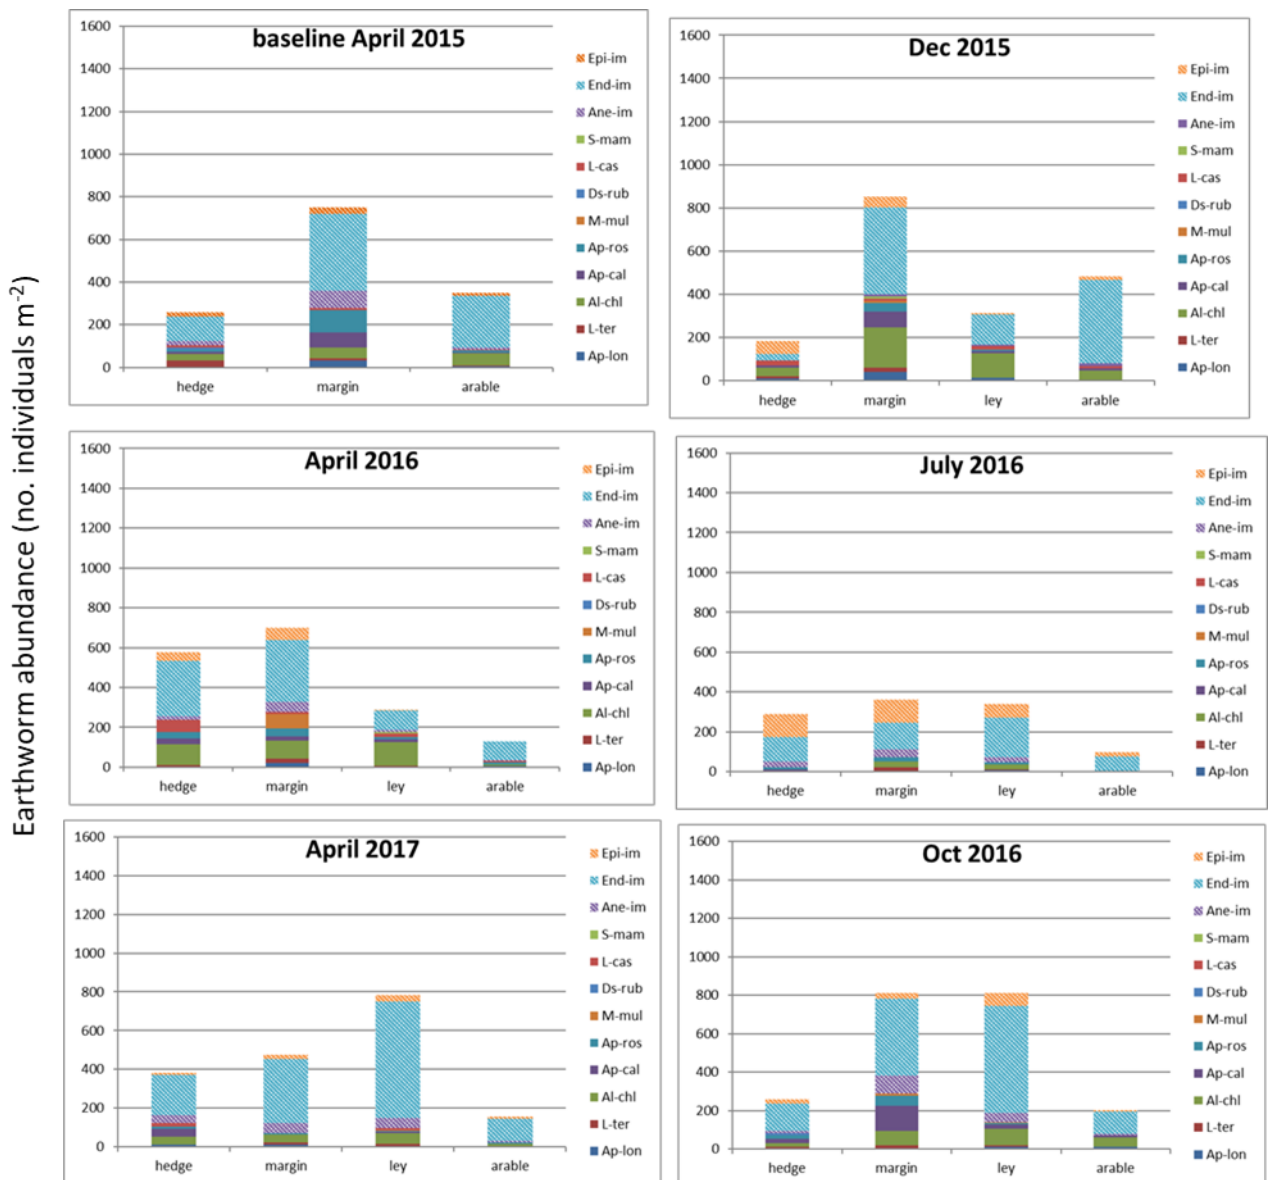 Earthworm abundance (no. individuals m-2)
baseline April 2015
1600
1400
1200
1000
800
600
400
200
0
hedge margin arable
Epi-im
End-im
Ane-im
S-mam
L-cas
Ds-rub
M-mul
Ap-ros
Ap-cal
Al-chl
L-ter
Ap-lon
Dec 2015
1600
1400
1200
1000
800
600
400
200
0
hedge margin ley arable
Epi-im
End-im
Ane-im
S-mam
L-cas
Ds-rub
M-mul
Ap-ros
Ap-cal
Al-chl
L-ter
Ap-lon
April 2016
1600
1400
1200
1000
800
600
400
200
0
hedge margin ley arable
Epi-im
End-im
Ane-im
S-mam
L-cas
Ds-rub
M-mul
Ap-ros
Ap-cal
Al-chl
L-ter
Ap-lon
July 2016
1600
1400
1200
1000
800
600
400
200
0
hedge margin ley arable
Epi-im
End-im
Ane-im
S-mam
L-cas
Ds-rub
M-mul
Ap-ros
Ap-cal
Al-chl
L-ter
Ap-lon
April 2017
1600
1400
1200
1000
800
600
400
200
0
hedge margin ley arable
Epi-im
End-im
Ane-im
S-mam
L-cas
Ds-rub
M-mul
Ap-ros
Ap-cal
Al-chl
L-ter
Ap-lon
Oct 2016
1600
1400
1200
1000
800
600
400
200
0
hedge margin ley arable
Epi-im
End-im
Ane-im
S-mam
L-cas
Ds-rub
M-mul
Ap-ros
Ap-cal
Al-chl
L-ter
Ap-lon